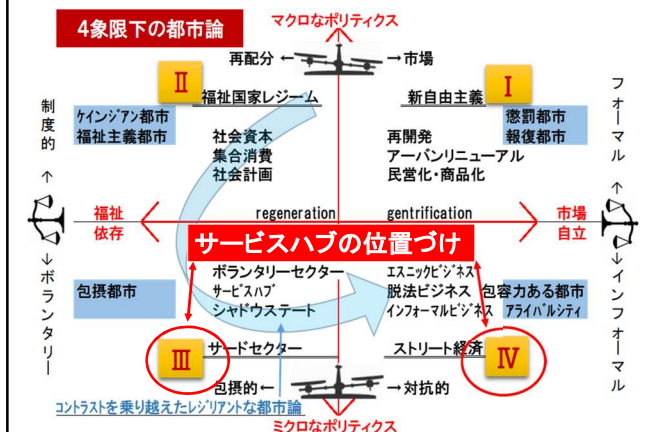 4象限下の都市論
マクロなポリティクス
再配分 ← → 市場
Ⅱ
Ⅰ
福祉国家レジーム
新自由主義
ケインジアン都市
福祉主義都市
懲罰都市
報復都市
社会資本
集合消費
社会計画
再開発
アーバンリニューアル
民営化・商品化
制度的
↑
↓
ボランタリー
フォーマル
↑
↓
インフォーマル
福祉
依存
regeneration
gentrification
市場
自立
サービスハブの位置づけ
ボランタリーセクター
サービスハブ
シャドウステート
エスニックビジネス
脱法ビジネス
インフォーマルビジネス
包摂都市
包容力ある都市
アライバルシティ
Ⅲ
サードセクター
ストリート経済
Ⅳ
包摂的 ← → 対抗的
コントラストを乗り越えたレジリアントな都市論
ミクロなポリティクス